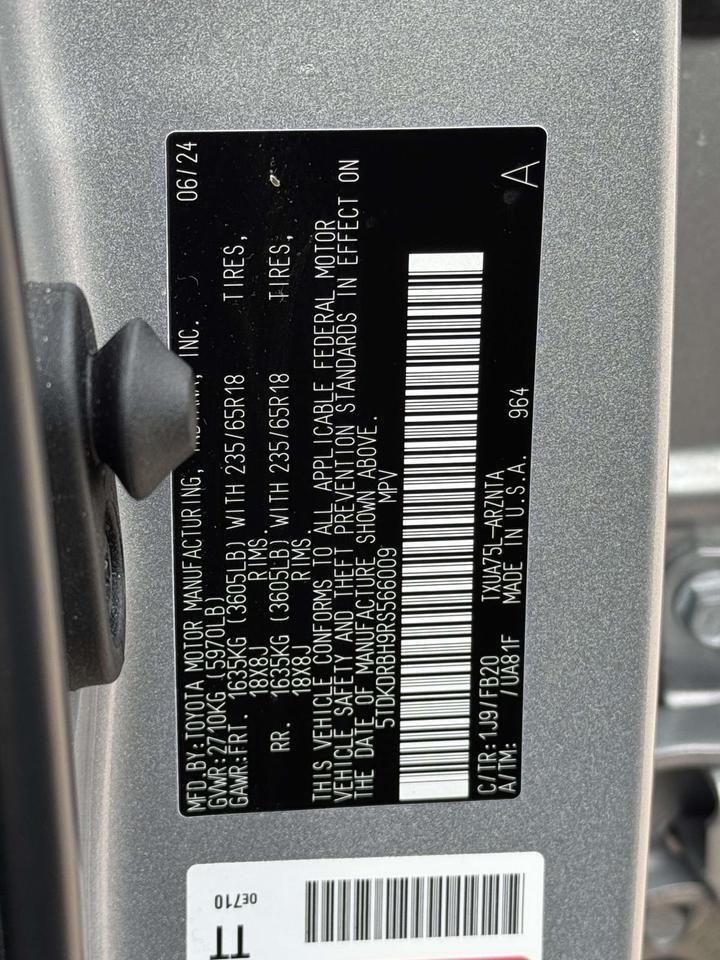 MFD.BY:TOYOTA MOTOR MANUFACTURING, INDIANA, INC. 06/24
GVWR:2710KG (5970LB)
GAWR:FRT. 1635KG (3605LB) WITH 235/65R18 TIRES,
18X8J RIMS.
RR. 1635KG (3605LB) WITH 235/65R18 TIRES,
18X8J RIMS.
THIS VEHICLE CONFORMS TO ALL APPLICABLE FEDERAL MOTOR
VEHICLE SAFETY AND THEFT PREVENTION STANDARDS IN EFFECT ON
THE DATE OF MANUFACTURE SHOWN ABOVE.
5TDKDRBH9RS566009 MPV
C/TR:1J9/FB20 TXUA75L-ARZNTA
A/TM: /UA81F MADE IN U.S.A. 964 A
TT
0E710